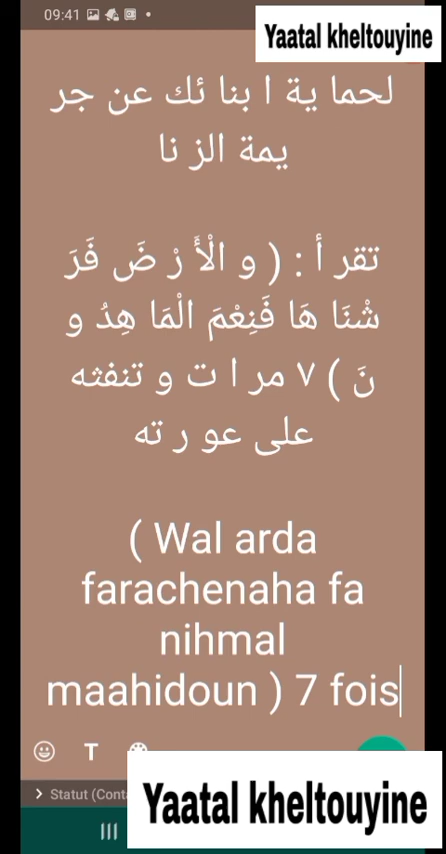 09:41
Yaatal kheltouyine
لحما ية ا بنا ئك عن جر
يمة الز نا
تقر أ : ( و الْأَ رْ ضَ فَرَ
شْنَا هَا فَنِعْمَ الْمَا هِدُ و
نَ ) ٧ مر ا ت و تنفثه
على عو ر ته
( Wal arda
farachenaha fa
nihmal
maahidoun ) 7 fois
T
Statut (Cont
Yaatal kheltouyine